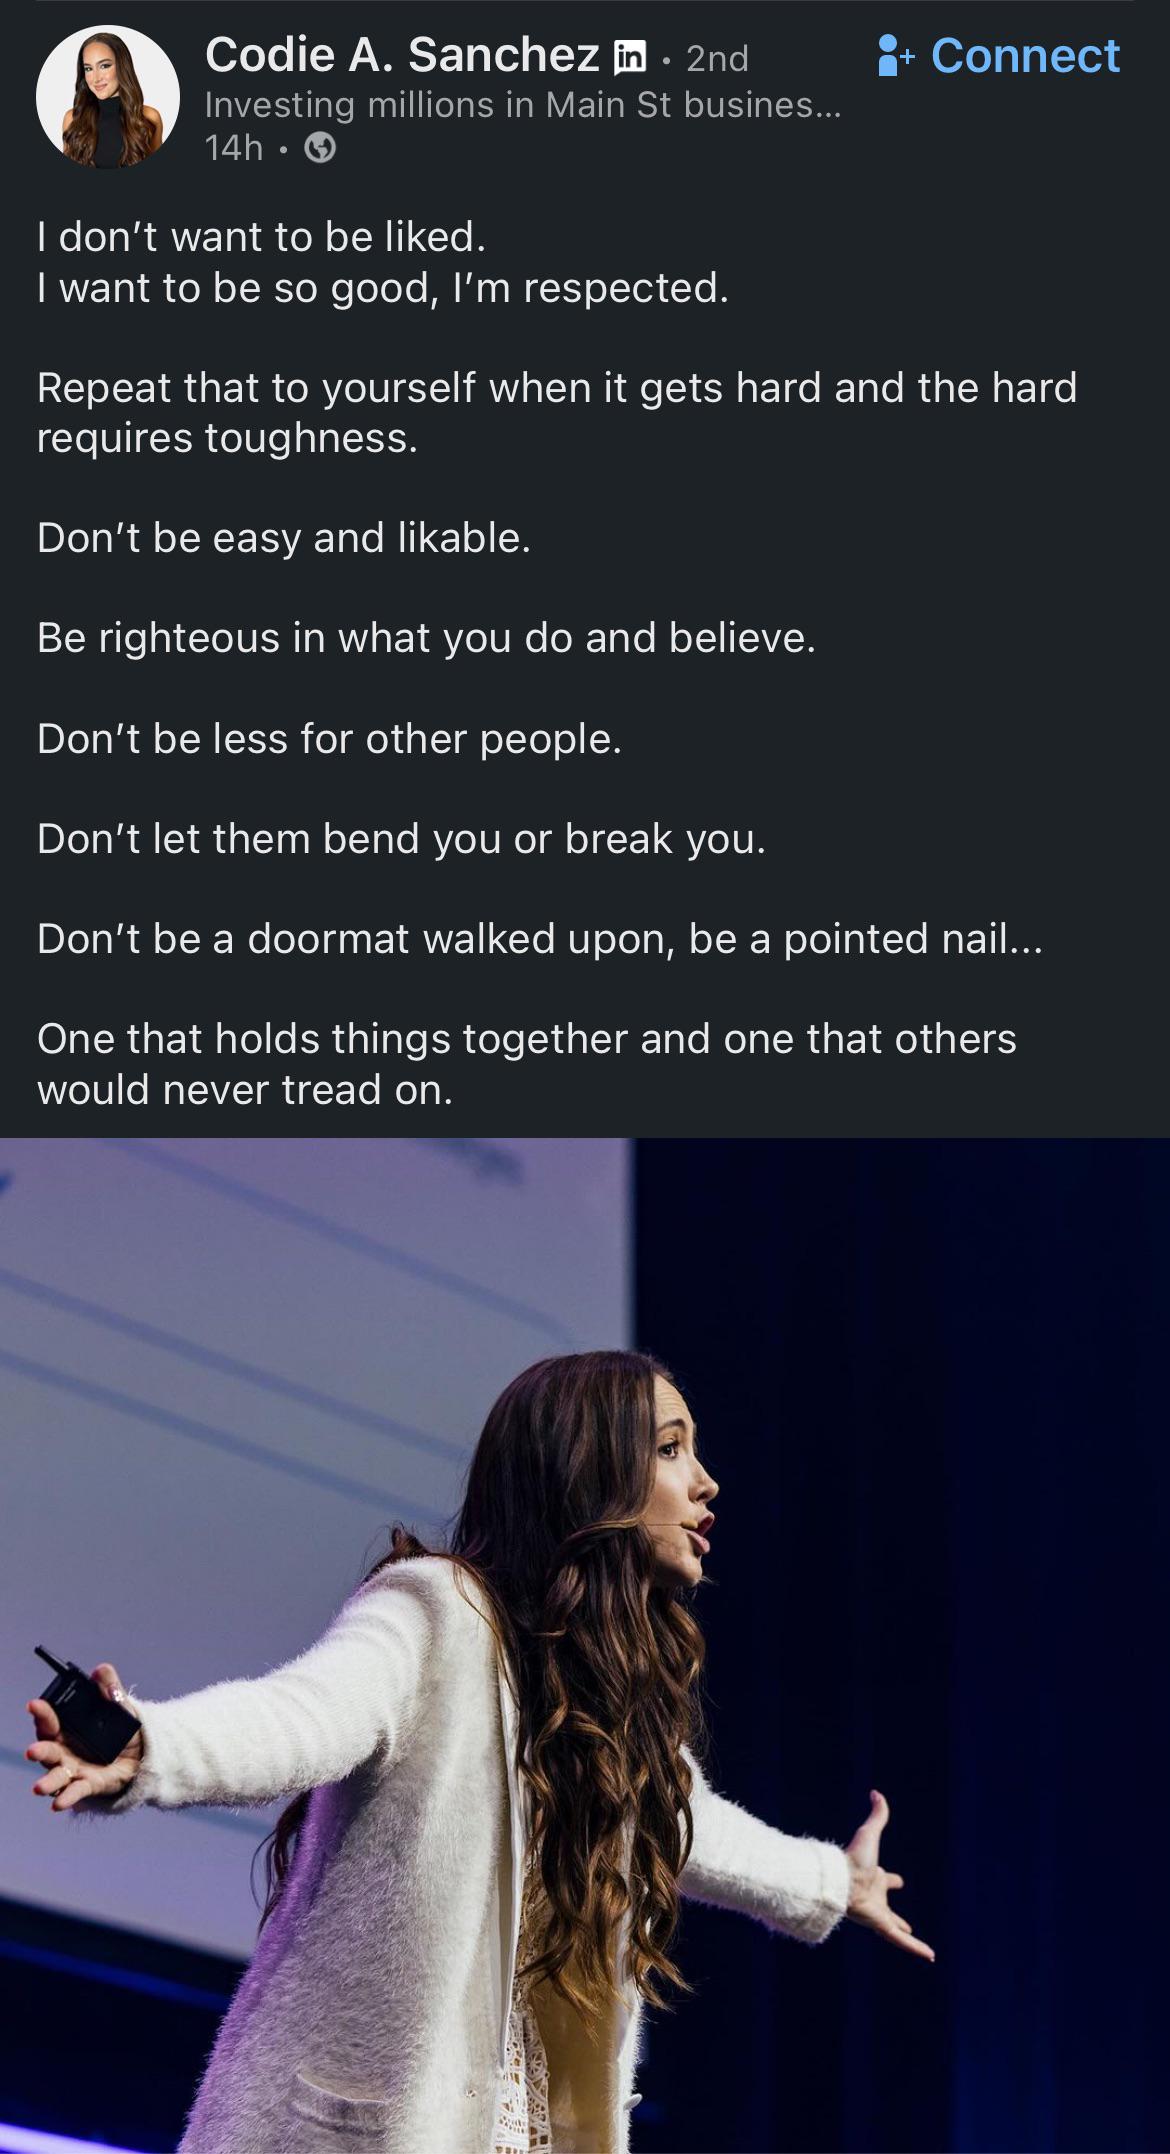 Codie A. Sanchez in • 2nd
Connect
Investing millions in Main St busines...
14h •
I don’t want to be liked.
I want to be so good, I’m respected.
Repeat that to yourself when it gets hard and the hard
requires toughness.
Don’t be easy and likable.
Be righteous in what you do and believe.
Don’t be less for other people.
Don’t let them bend you or break you.
Don’t be a doormat walked upon, be a pointed nail...
One that holds things together and one that others
would never tread on.